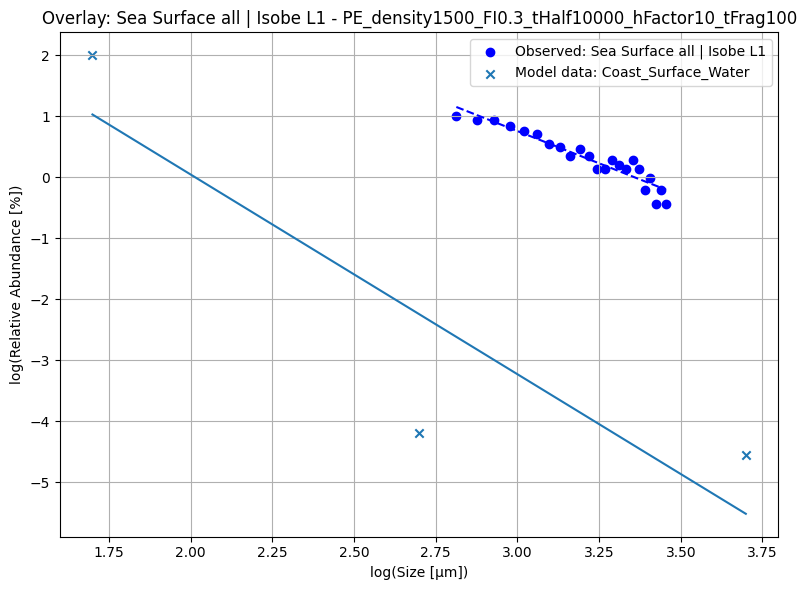 Overlay: Sea Surface all | Isobe L1 - PE_density1500_FI0.3_tHalf10000_hFactor10_tFrag100
Observed: Sea Surface all | Isobe L1
Model data: Coast_Surface_Water
log(Relative Abundance [%])
2
1
0
−1
−2
−3
−4
−5
1.75 2.00 2.25 2.50 2.75 3.00 3.25 3.50 3.75
log(Size [µm])